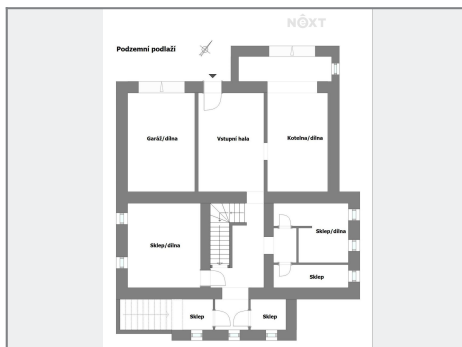 NOXT
Podzemní podlaží
Garáž/dílna
Vstupní hala
Kotelna/dílna
Sklep/dílna
Sklep/dílna
Sklep
Sklep
Sklep